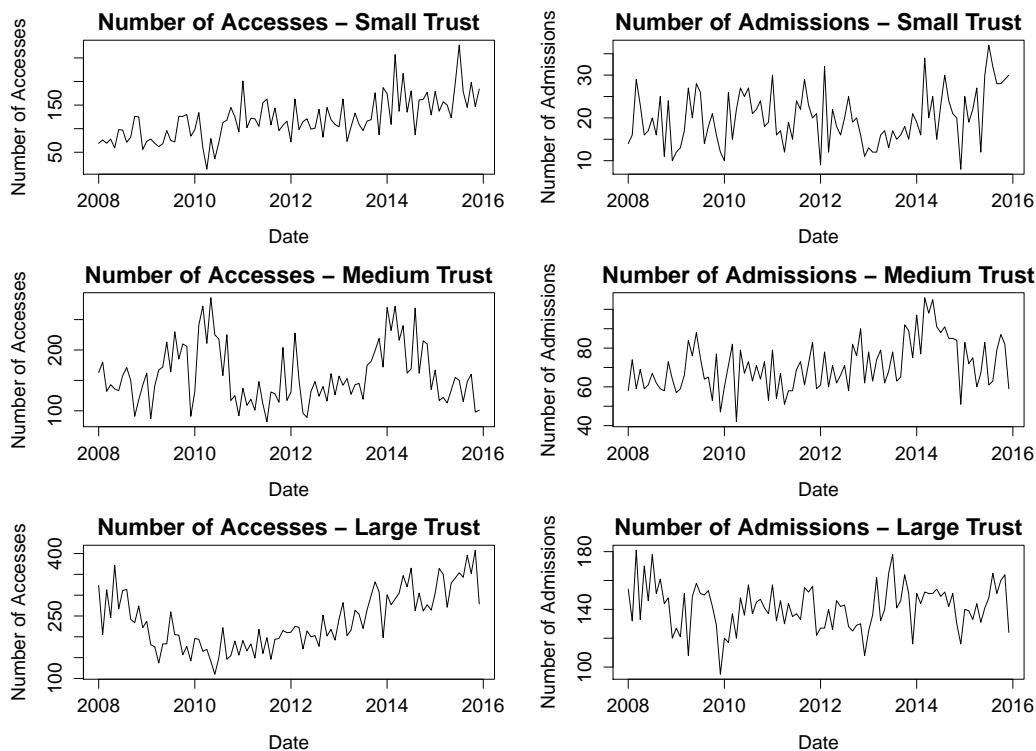 Number of Accesses – Small Trust
Number of Accesses
50
150
2008
2010
2012
2014
2016
Date
Number of Admissions – Small Trust
Number of Admissions
10
20
30
2008
2010
2012
2014
2016
Date
Number of Accesses – Medium Trust
Number of Accesses
100
200
2008
2010
2012
2014
2016
Date
Number of Admissions – Medium Trust
Number of Admissions
40
60
80
2008
2010
2012
2014
2016
Date
Number of Accesses – Large Trust
Number of Accesses
100
250
400
2008
2010
2012
2014
2016
Date
Number of Admissions – Large Trust
Number of Admissions
100
140
180
2008
2010
2012
2014
2016
Date